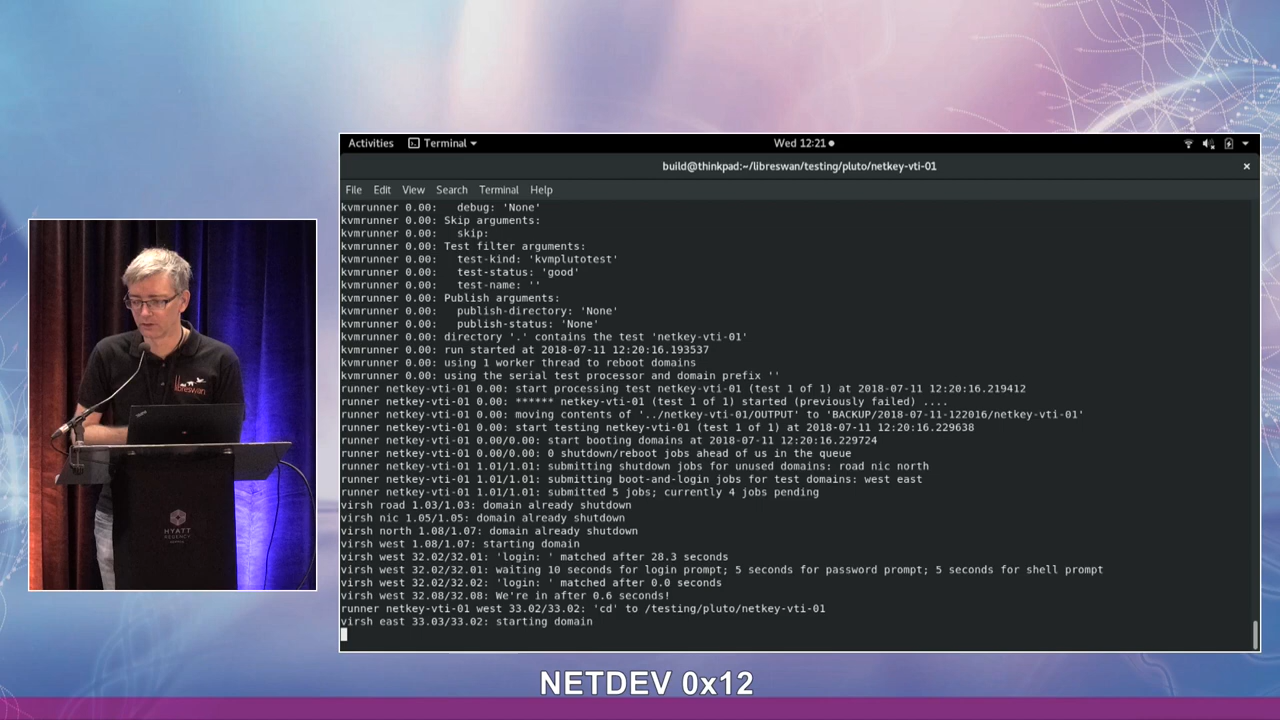 Activities Terminal Wed 12:21
build@thinkpad:~/libreswan/testing/pluto/netkey-vti-01 ×
File Edit View Search Terminal Help
kvmrunner 0.00:   debug: 'None'
kvmrunner 0.00: Skip arguments:
kvmrunner 0.00:   skip:
kvmrunner 0.00: Test filter arguments:
kvmrunner 0.00:   test-kind: 'kvmplutotest'
kvmrunner 0.00:   test-status: 'good'
kvmrunner 0.00:   test-name: ''
kvmrunner 0.00: Publish arguments:
kvmrunner 0.00:   publish-directory: 'None'
kvmrunner 0.00:   publish-status: 'None'
kvmrunner 0.00: directory '.' contains the test 'netkey-vti-01'
kvmrunner 0.00: run started at 2018-07-11 12:20:16.193537
kvmrunner 0.00: using 1 worker thread to reboot domains
kvmrunner 0.00: using the serial test processor and domain prefix ''
runner netkey-vti-01 0.00: start processing test netkey-vti-01 (test 1 of 1) at 2018-07-11 12:20:16.219412
runner netkey-vti-01 0.00: ****** netkey-vti-01 (test 1 of 1) started (previously failed) ....
runner netkey-vti-01 0.00: moving contents of '../netkey-vti-01/OUTPUT' to 'BACKUP/2018-07-11-122016/netkey-vti-01'
runner netkey-vti-01 0.00: start testing netkey-vti-01 (test 1 of 1) at 2018-07-11 12:20:16.229638
runner netkey-vti-01 0.00/0.00: start booting domains at 2018-07-11 12:20:16.229724
runner netkey-vti-01 0.00/0.00: 0 shutdown/reboot jobs ahead of us in the queue
runner netkey-vti-01 1.01/1.01: submitting shutdown jobs for unused domains: road nic north
runner netkey-vti-01 1.01/1.01: submitting boot-and-login jobs for test domains: west east
runner netkey-vti-01 1.01/1.01: submitted 5 jobs; currently 4 jobs pending
virsh road 1.03/1.03: domain already shutdown
virsh nic 1.05/1.05: domain already shutdown
virsh north 1.08/1.07: domain already shutdown
virsh west 1.08/1.07: starting domain
virsh west 32.02/32.01: 'login: ' matched after 28.3 seconds
virsh west 32.02/32.01: waiting 10 seconds for login prompt; 5 seconds for password prompt; 5 seconds for shell prompt
virsh west 32.02/32.02: 'login: ' matched after 0.0 seconds
virsh west 32.08/32.08: We're in after 0.6 seconds!
runner netkey-vti-01 west 33.02/33.02: 'cd' to /testing/pluto/netkey-vti-01
virsh east 33.03/33.02: starting domain
libreswan
HYATT
REGENCY
NETDEV 0x12